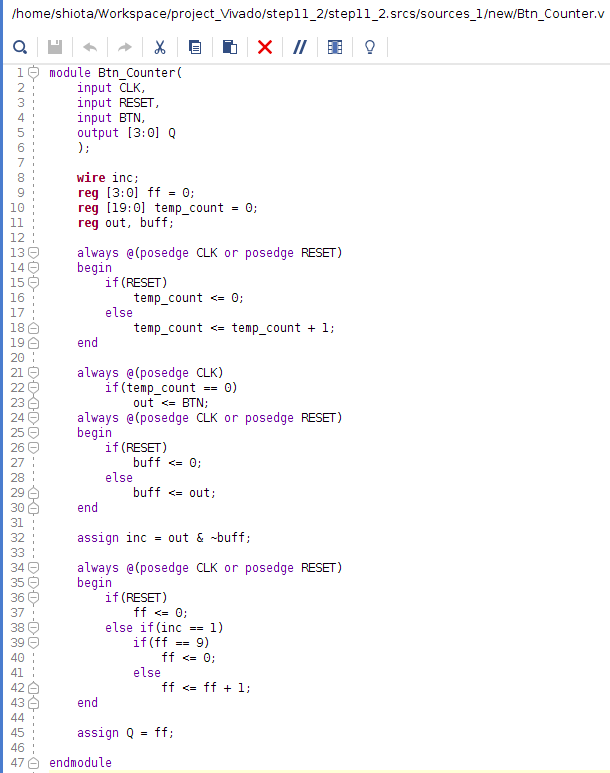 /home/shiota/Workspace/project_Vivado/step11_2/step11_2.srcs/sources_1/new/Btn_Counter.v
1 module Btn_Counter(
2     input CLK,
3     input RESET,
4     input BTN,
5     output [3:0] Q
6     );
7
8     wire inc;
9     reg [3:0] ff = 0;
10     reg [19:0] temp_count = 0;
11     reg out, buff;
12
13     always @(posedge CLK or posedge RESET)
14     begin
15         if(RESET)
16             temp_count <= 0;
17         else
18             temp_count <= temp_count + 1;
19     end
20
21     always @(posedge CLK)
22         if(temp_count == 0)
23             out <= BTN;
24     always @(posedge CLK or posedge RESET)
25     begin
26         if(RESET)
27             buff <= 0;
28         else
29             buff <= out;
30     end
31
32     assign inc = out & ~buff;
33
34     always @(posedge CLK or posedge RESET)
35     begin
36         if(RESET)
37             ff <= 0;
38         else if(inc == 1)
39             if(ff == 9)
40                 ff <= 0;
41             else
42                 ff <= ff + 1;
43     end
44
45     assign Q = ff;
46
47 endmodule